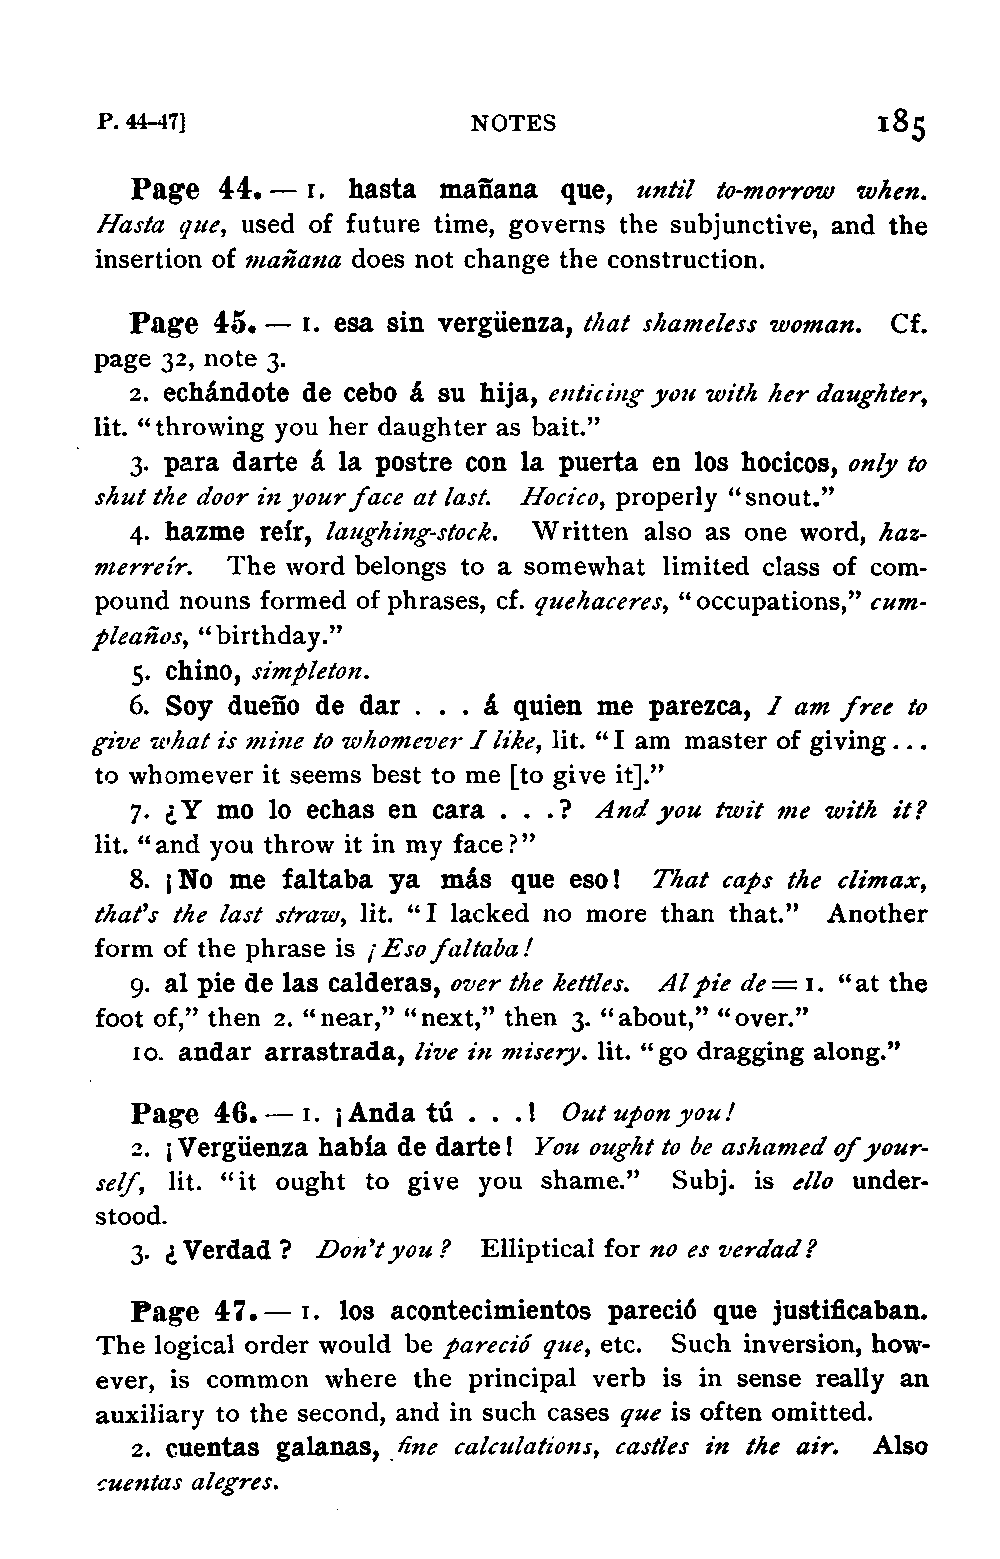 P. 44–47] NOTES 185
Page 44. — 1. hasta mañana que, until to-morrow when.
Hasta que, used of future time, governs the subjunctive, and the
insertion of mañana does not change the construction.
Page 45. — 1. esa sin vergüenza, that shameless woman. Cf.
page 32, note 3.
2. echándote de cebo á su hija, enticing you with her daughter,
lit. “throwing you her daughter as bait.”
3. para darte á la postre con la puerta en los hocicos, only to
shut the door in your face at last. Hocico, properly “snout.”
4. hazme reír, laughing-stock. Written also as one word, haz-
merreír. The word belongs to a somewhat limited class of com-
pound nouns formed of phrases, cf. quehaceres, “occupations,” cum-
pleaños, “birthday.”
5. chino, simpleton.
6. Soy dueño de dar . . . á quien me parezca, I am free to
give what is mine to whomever I like, lit. “I am master of giving...
to whomever it seems best to me [to give it].”
7. ¿Y mo lo echas en cara . . .? And you twit me with it?
lit. “and you throw it in my face?”
8. ¡No me faltaba ya más que eso! That caps the climax,
that's the last straw, lit. “I lacked no more than that.” Another
form of the phrase is ¡Eso faltaba!
9. al pie de las calderas, over the kettles. Al pie de = 1. “at the
foot of,” then 2. “near,” “next,” then 3. “about,” “over.”
10. andar arrastrada, live in misery. lit. “go dragging along.”
Page 46. — 1. ¡Anda tú . . .! Out upon you!
2. ¡Vergüenza había de darte! You ought to be ashamed of your-
self, lit. “it ought to give you shame.” Subj. is ello under-
stood.
3. ¿Verdad? Don't you? Elliptical for no es verdad?
Page 47. — 1. los acontecimientos pareció que justificaban.
The logical order would be pareció que, etc. Such inversion, how-
ever, is common where the principal verb is in sense really an
auxiliary to the second, and in such cases que is often omitted.
2. cuentas galanas, fine calculations, castles in the air. Also
cuentas alegres.